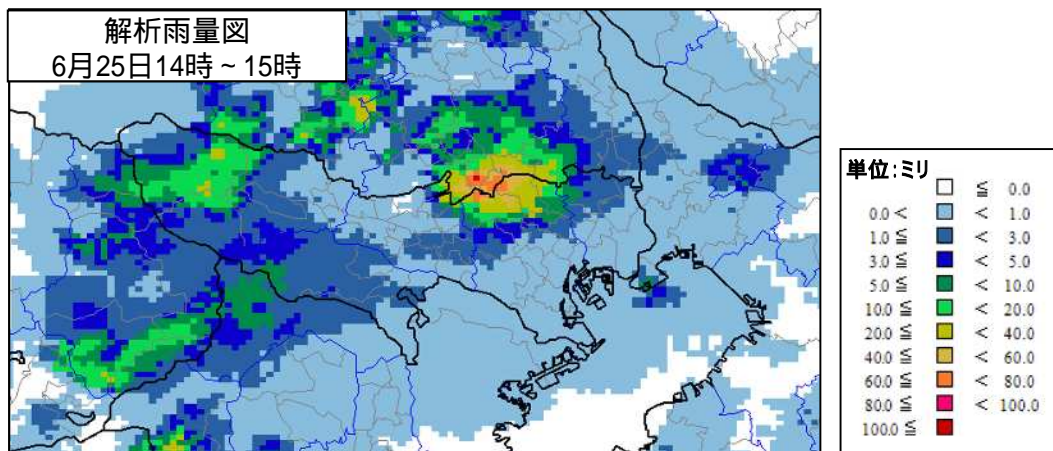 解析雨量図
6月25日14時~15時
単位:ミリ
≦ 0.0
0.0 < < 1.0
1.0 ≦ < 3.0
3.0 ≦ < 5.0
5.0 ≦ < 10.0
10.0 ≦ < 20.0
20.0 ≦ < 40.0
40.0 ≦ < 60.0
60.0 ≦ < 80.0
80.0 ≦ < 100.0
100.0 ≦